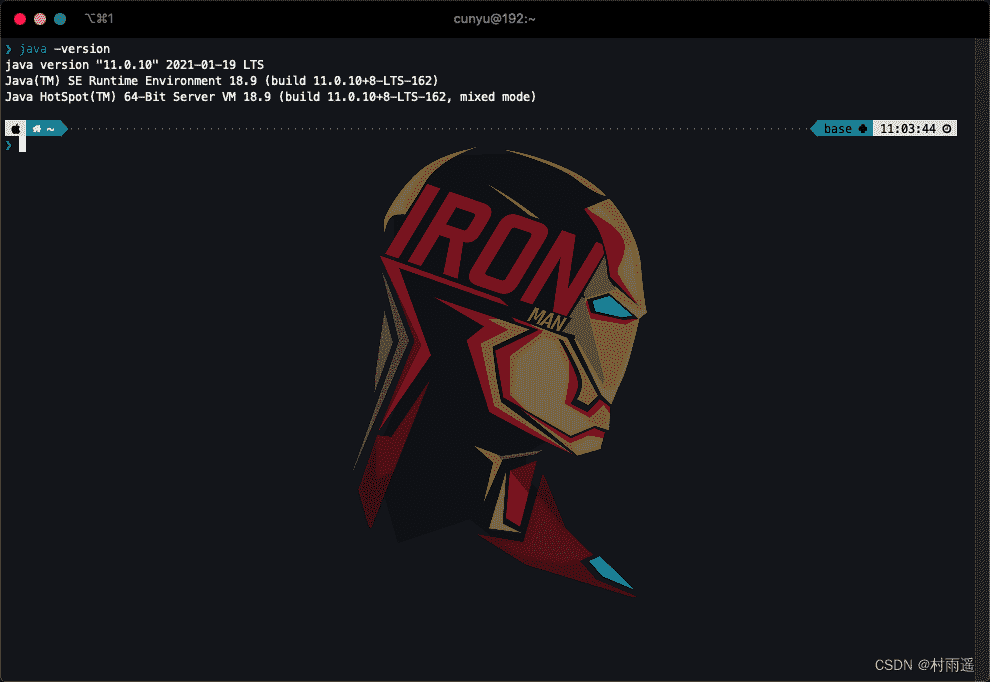 ⌥⌘1
cunyu@192:~
❯ java -version
java version "11.0.10" 2021-01-19 LTS
Java(TM) SE Runtime Environment 18.9 (build 11.0.10+8-LTS-162)
Java HotSpot(TM) 64-Bit Server VM 18.9 (build 11.0.10+8-LTS-162, mixed mode)
~ base 11:03:44
❯
IRON
MAN
CSDN @村雨遥